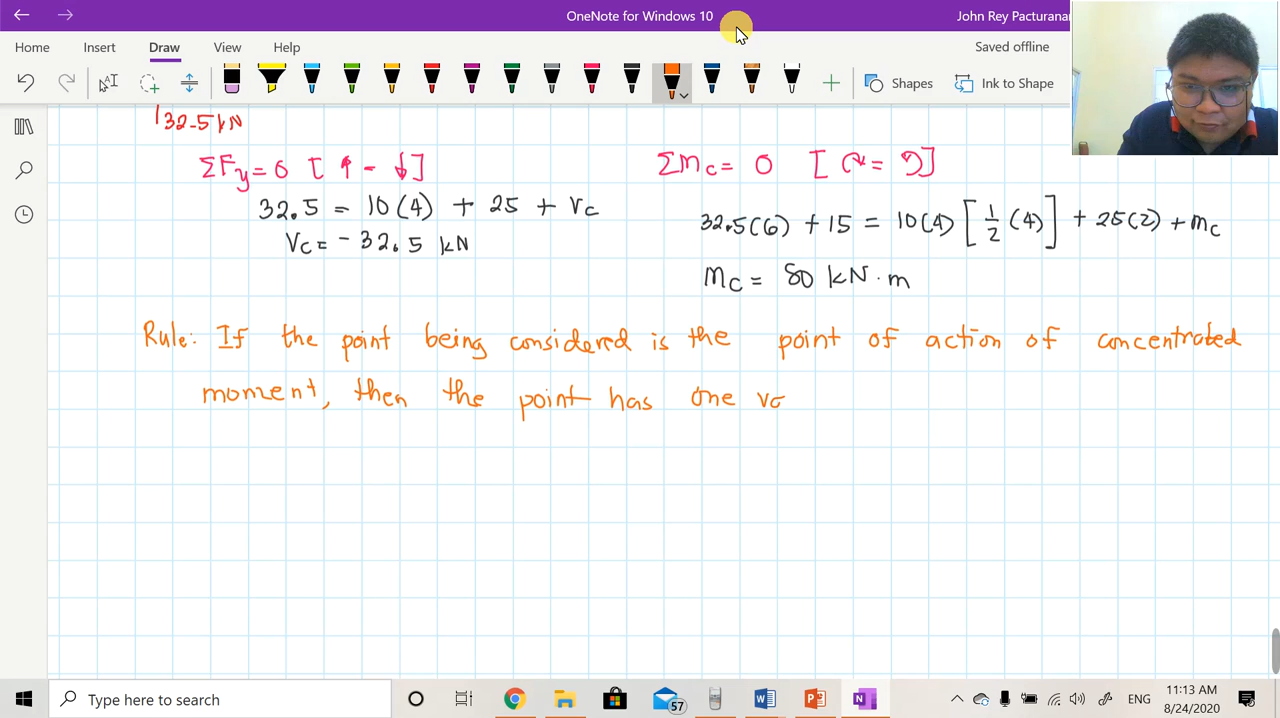 OneNote for Windows 10
John Rey Pacturanan
Home Insert Draw View Help
Saved offline
Shapes
Ink to Shape
32.5 kN
ΣFy = 0 [↑ = ↓]
32.5 = 10(4) + 25 + Vc
Vc = -32.5 kN
ΣMc = 0 [↷ = ↶]
32.5(6) + 15 = 10(4)[1/2(4)] + 25(2) + Mc
Mc = 80 kN·m
Rule: If the point being considered is the point of action of concentrated
moment, then the point has one va
Type here to search
57
ENG
11:13 AM
8/24/2020